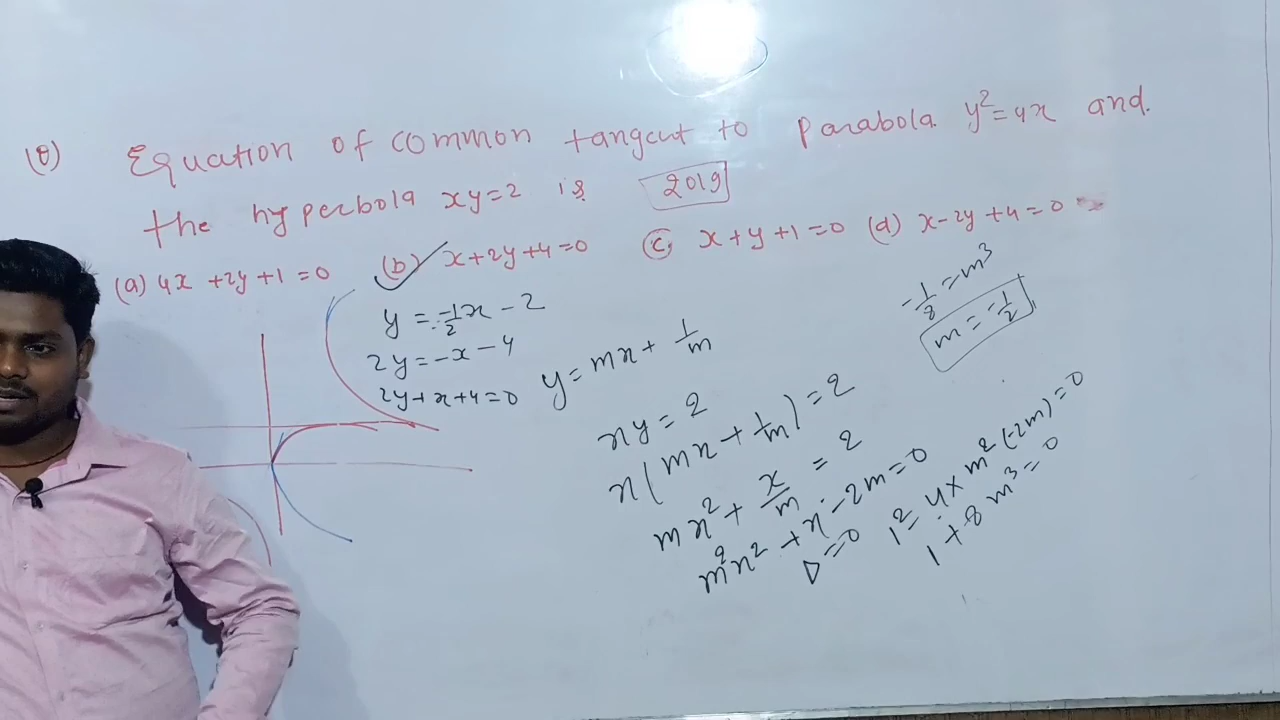 (θ) Equation of common tangent to parabola y²=4x and
the hyperbola xy=2 is 2019
(a) 4x +2y+1=0 (b) x+2y+4=0 (c) x+y+1=0 (d) x-2y+4=0
y = -1/2 x - 2
2y = -x - 4
2y + x + 4 = 0
y = mx + 1/m
xy = 2
x(mx + 1/m) = 2
mx² + x/m = 2
m²x² + x - 2m = 0
D = 0 1² - 4 × m² (-2m) = 0
1 + 8 m³ = 0
-1/8 = m³
m = -1/2